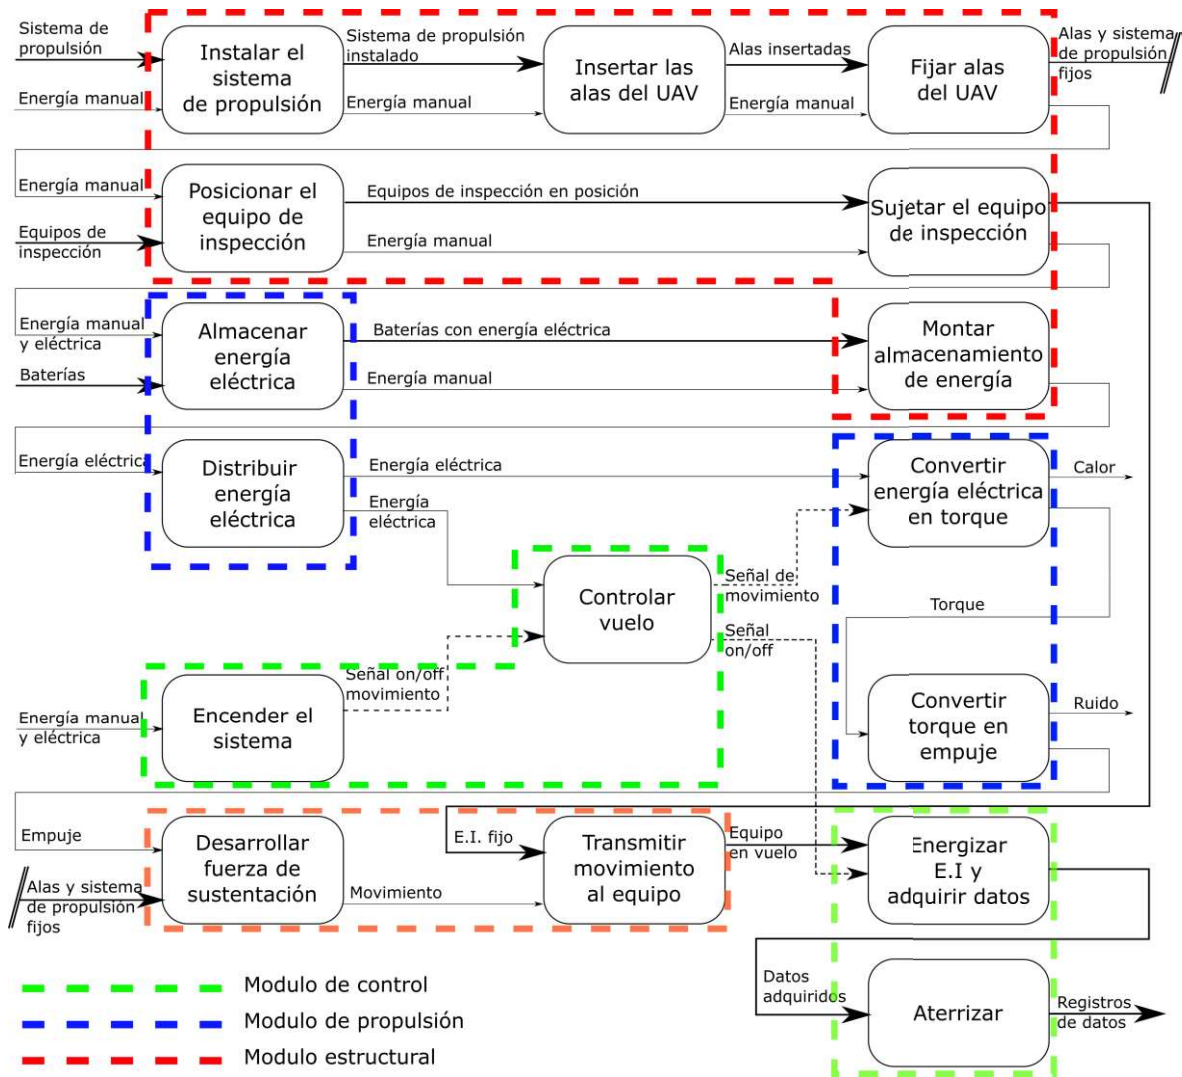 Sistema de
propulsión
Energía manual
Instalar el
sistema
de propulsión
Sistema de propulsión
instalado
Energía manual
Insertar las
alas del UAV
Alas insertadas
Energía manual
Fijar alas
del UAV
Alas y sistema
de propulsión
fijos
Energía manual
Equipos de
inspección
Posicionar el
equipo de
inspección
Equipos de inspección en posición
Energía manual
Sujetar el equipo
de inspección
Energía manual
y eléctrica
Baterías
Almacenar
energía
eléctrica
Baterías con energía eléctrica
Energía manual
Montar
almacenamiento
de energía
Energía eléctrica
Distribuir
energía
eléctrica
Energía eléctrica
Energía
eléctrica
Convertir
energía eléctrica
en torque
Calor
Controlar
vuelo
Señal de
movimiento
Señal
on/off
Torque
Energía manual
y eléctrica
Encender el
sistema
Señal on/off
movimiento
Convertir
torque en
empuje
Ruido
Empuje
Alas y sistema
de propulsión
fijos
Desarrollar
fuerza de
sustentación
E.I. fijo
Movimiento
Transmitir
movimiento
al equipo
Equipo
en vuelo
Energizar
E.I y
adquirir datos
Datos
adquiridos
Aterrizar
Registros
de datos
Modulo de control
Modulo de propulsión
Modulo estructural